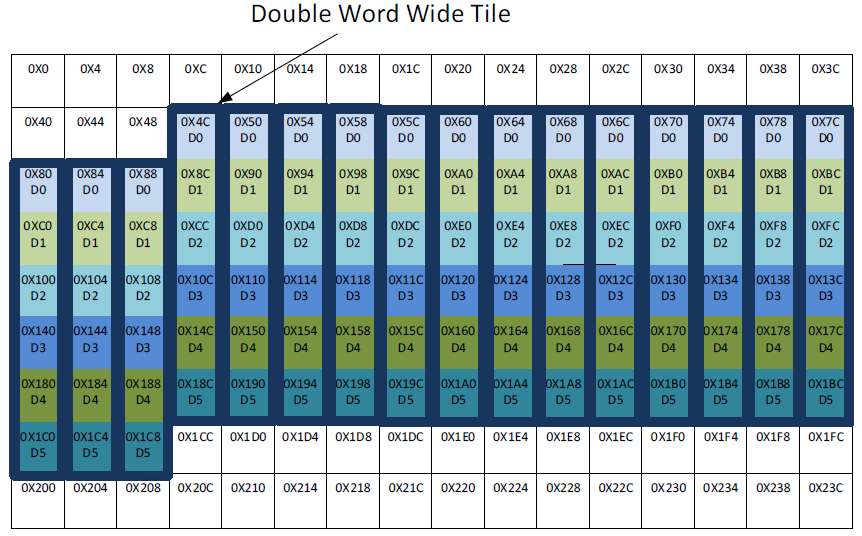 Double Word Wide Tile
0X0 0X4 0X8 0XC 0X10 0X14 0X18 0X1C 0X20 0X24 0X28 0X2C 0X30 0X34 0X38 0X3C
0X40 0X44 0X48 0X4C 0X50 0X54 0X58 0X5C 0X60 0X64 0X68 0X6C 0X70 0X74 0X78 0X7C
D0 D0 D0 D0 D0 D0 D0 D0 D0 D0 D0 D0 D0
0X80 0X84 0X88 0X8C 0X90 0X94 0X98 0X9C 0XA0 0XA4 0XA8 0XAC 0XB0 0XB4 0XB8 0XBC
D0 D0 D0 D1 D1 D1 D1 D1 D1 D1 D1 D1 D1 D1 D1 D1
0XC0 0XC4 0XC8 0XCC 0XD0 0XD4 0XD8 0XDC 0XE0 0XE4 0XE8 0XEC 0XF0 0XF4 0XF8 0XFC
D1 D1 D1 D2 D2 D2 D2 D2 D2 D2 D2 D2 D2 D2 D2 D2
0X100 0X104 0X108 0X10C 0X110 0X114 0X118 0X11C 0X120 0X124 0X128 0X12C 0X130 0X134 0X138 0X13C
D2 D2 D2 D3 D3 D3 D3 D3 D3 D3 D3 D3 D3 D3 D3 D3
0X140 0X144 0X148 0X14C 0X150 0X154 0X158 0X15C 0X160 0X164 0X168 0X16C 0X170 0X174 0X178 0X17C
D3 D3 D3 D4 D4 D4 D4 D4 D4 D4 D4 D4 D4 D4 D4 D4
0X180 0X184 0X188 0X18C 0X190 0X194 0X198 0X19C 0X1A0 0X1A4 0X1A8 0X1AC 0X1B0 0X1B4 0X1B8 0X1BC
D4 D4 D4 D5 D5 D5 D5 D5 D5 D5 D5 D5 D5 D5 D5 D5
0X1C0 0X1C4 0X1C8 0X1CC 0X1D0 0X1D4 0X1D8 0X1DC 0X1E0 0X1E4 0X1E8 0X1EC 0X1F0 0X1F4 0X1F8 0X1FC
D5 D5 D5
0X200 0X204 0X208 0X20C 0X210 0X214 0X218 0X21C 0X220 0X224 0X228 0X22C 0X230 0X234 0X238 0X23C